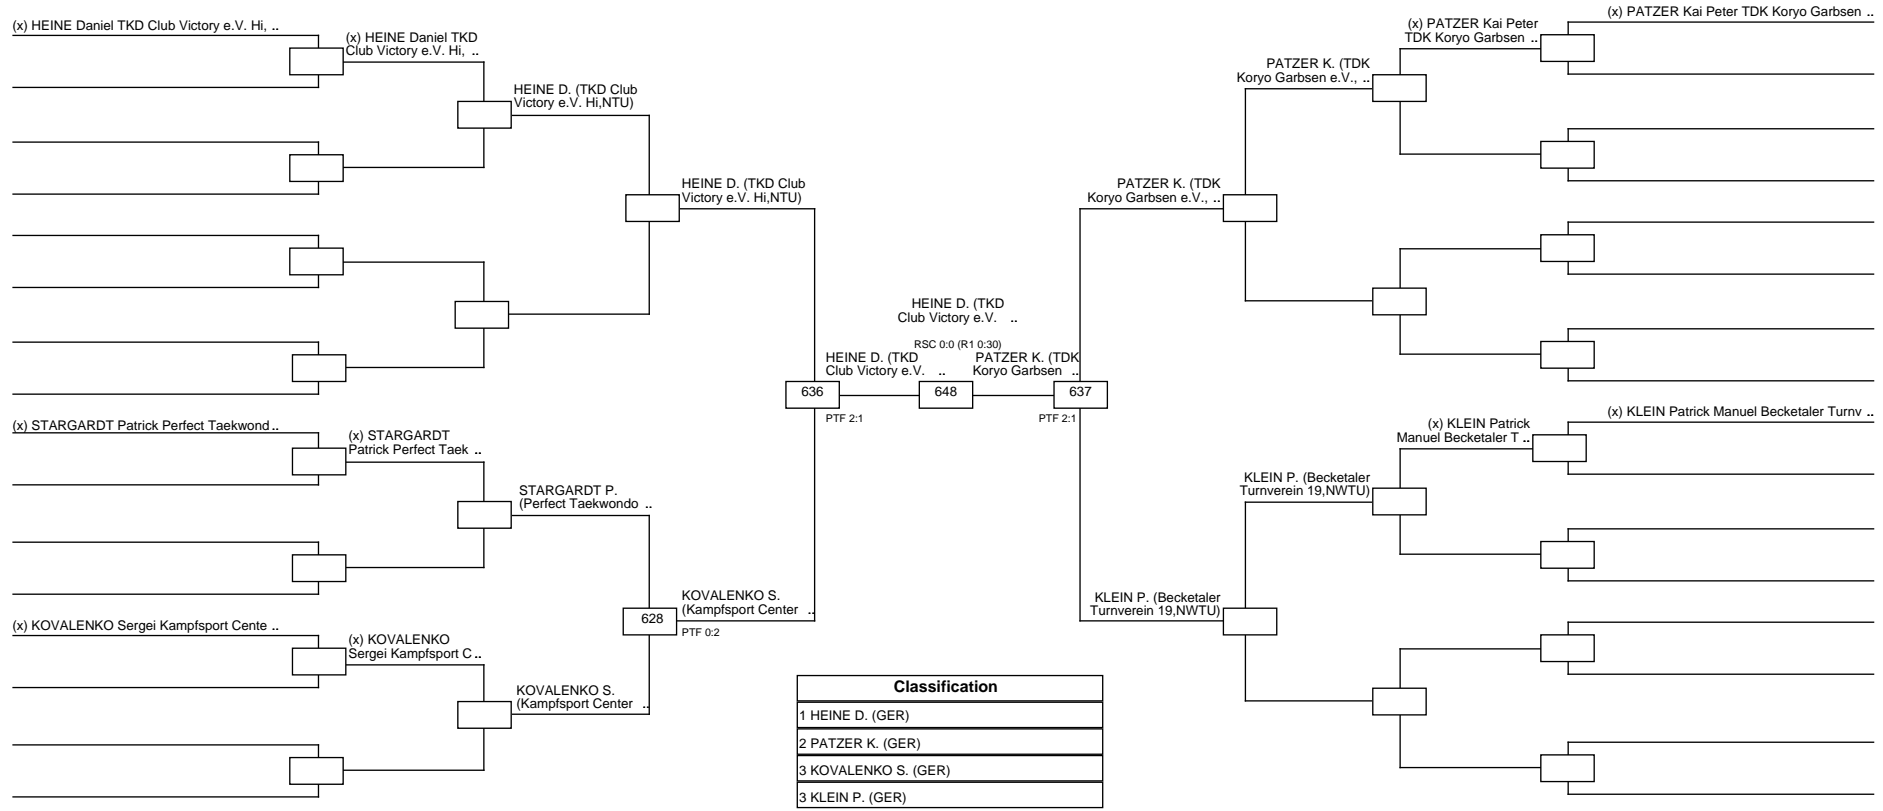 (x) HEINE Daniel TKD Club Victory e.V. Hi, ..
(x) HEINE Daniel TKD
Club Victory e.V. Hi, ..
HEINE D. (TKD Club
Victory e.V. Hi,NTU)
HEINE D. (TKD Club
Victory e.V. Hi,NTU)
(x) STARGARDT Patrick Perfect Taekwond ..
(x) STARGARDT
Patrick Perfect Taek ..
STARGARDT P.
(Perfect Taekwondo ..
(x) KOVALENKO Sergei Kampfsport Cente ..
(x) KOVALENKO
Sergei Kampfsport C ..
KOVALENKO S.
(Kampfsport Center ..
628
PTF 0:2
KOVALENKO S.
(Kampfsport Center ..
636
PTF 2:1
HEINE D. (TKD
Club Victory e.V. ..
HEINE D. (TKD
Club Victory e.V. ..
RSC 0:0 (R1 0:30)
648
PATZER K. (TDK
Koryo Garbsen ..
637
PTF 2:1
PATZER K. (TDK
Koryo Garbsen e.V., ..
PATZER K. (TDK
Koryo Garbsen e.V., ..
(x) PATZER Kai Peter
TDK Koryo Garbsen ..
(x) PATZER Kai Peter TDK Koryo Garbsen ..
KLEIN P. (Becketaler
Turnverein 19,NWTU)
KLEIN P. (Becketaler
Turnverein 19,NWTU)
(x) KLEIN Patrick
Manuel Becketaler T ..
(x) KLEIN Patrick Manuel Becketaler Turnv ..
Classification
1 HEINE D. (GER)
2 PATZER K. (GER)
3 KOVALENKO S. (GER)
3 KLEIN P. (GER)